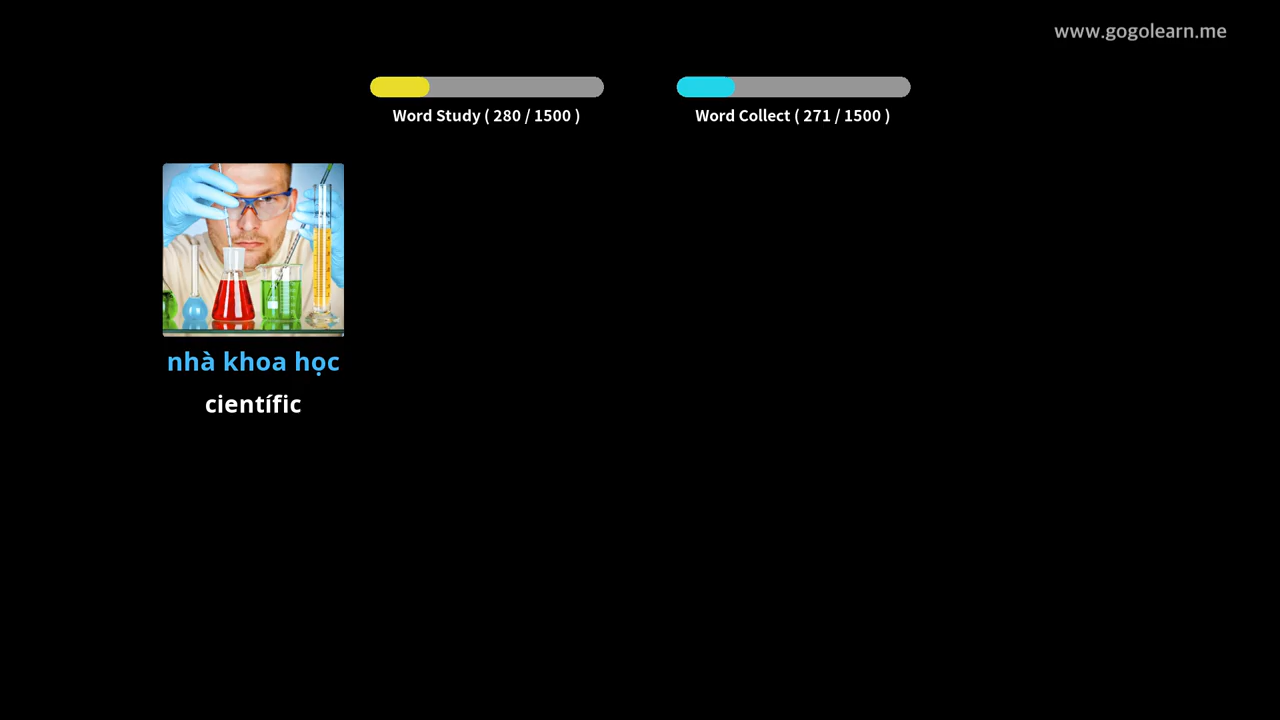 www.gogolearn.me
Word Study ( 280 / 1500 )
Word Collect ( 271 / 1500 )
nhà khoa học
científic